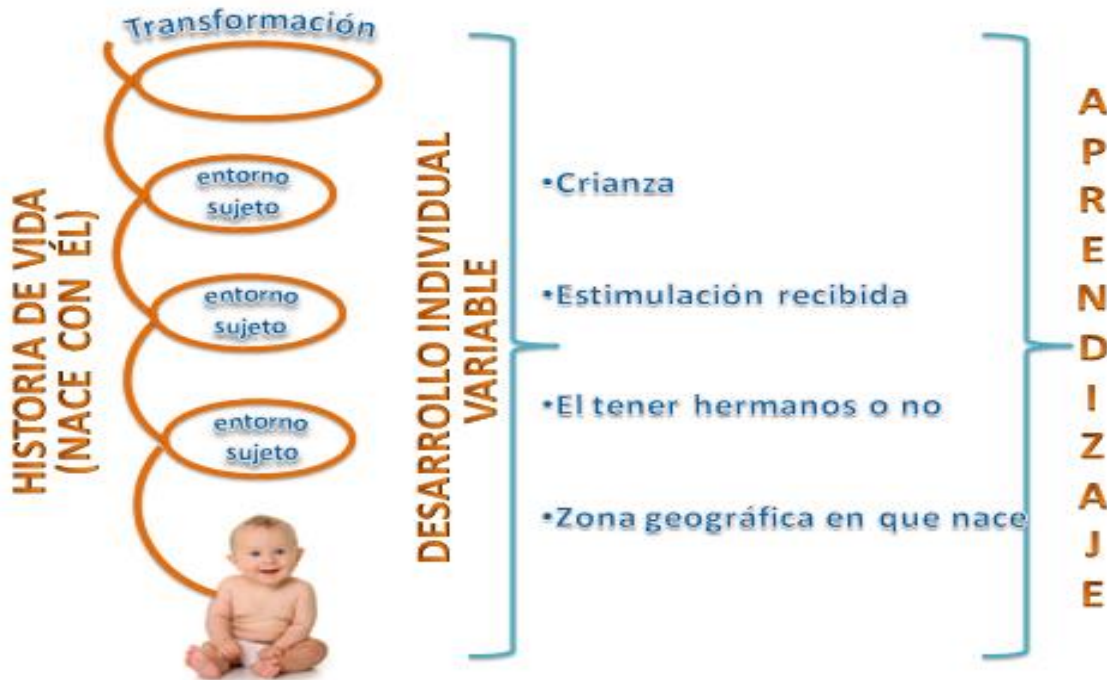 Transformación
entorno
sujeto
entorno
sujeto
entorno
sujeto
HISTORIA DE VIDA
(NACE CON ÉL)
DESARROLLO INDIVIDUAL
VARIABLE
•Crianza
•Estimulación recibida
•El tener hermanos o no
•Zona geográfica en que nace
APRENDIZAJE